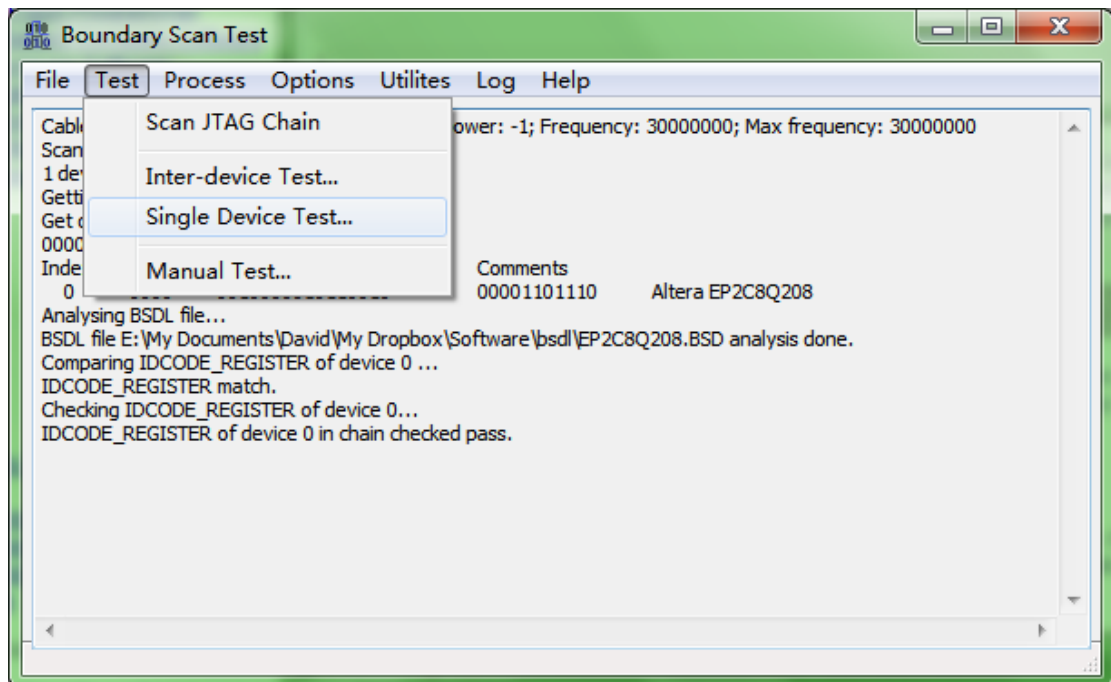 Boundary Scan Test
File Test Process Options Utilites Log Help
Scan JTAG Chain
Inter-device Test...
Single Device Test...
Manual Test...
ower: -1; Frequency: 30000000; Max frequency: 30000000
Scan
1 de
Getti
Get
0000
Inde Comments
0 00001101110 Altera EP2C8Q208
Analysing BSDL file...
BSDL file E:\My Documents\David\My Dropbox\Software\bsdl\EP2C8Q208.BSD analysis done.
Comparing IDCODE_REGISTER of device 0 ...
IDCODE_REGISTER match.
Checking IDCODE_REGISTER of device 0...
IDCODE_REGISTER of device 0 in chain checked pass.